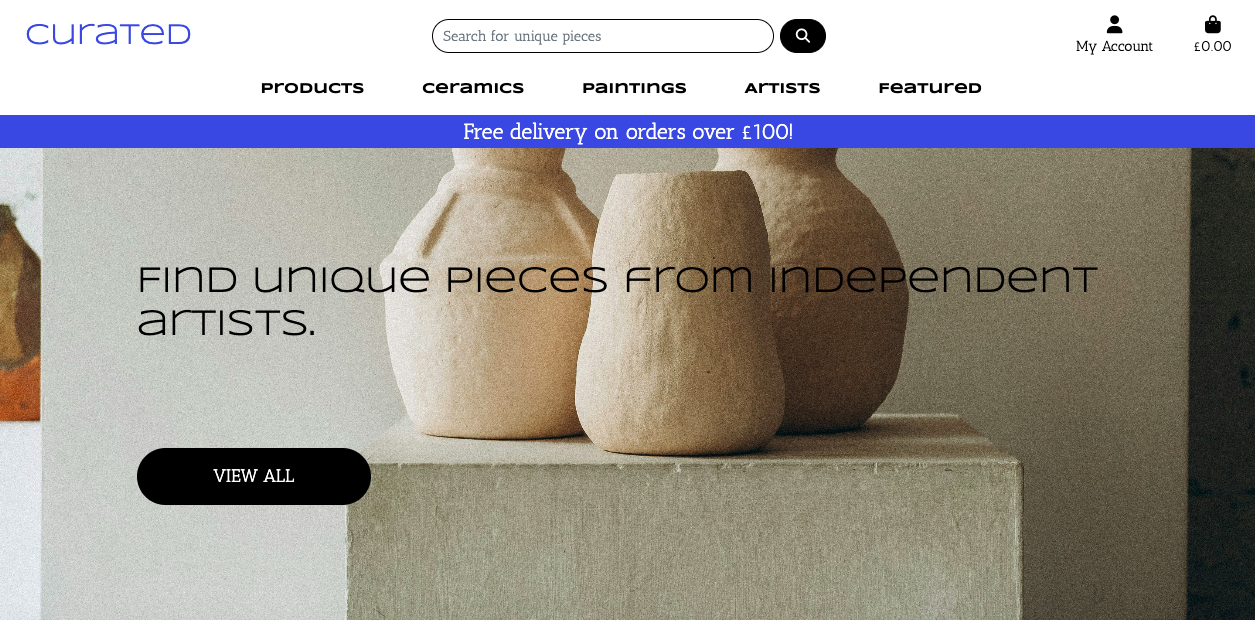 curated
Search for unique pieces
My Account
£0.00
Products
Ceramics
Paintings
Artists
Featured
Free delivery on orders over £100!
Find unique pieces from independent
artists.
VIEW ALL